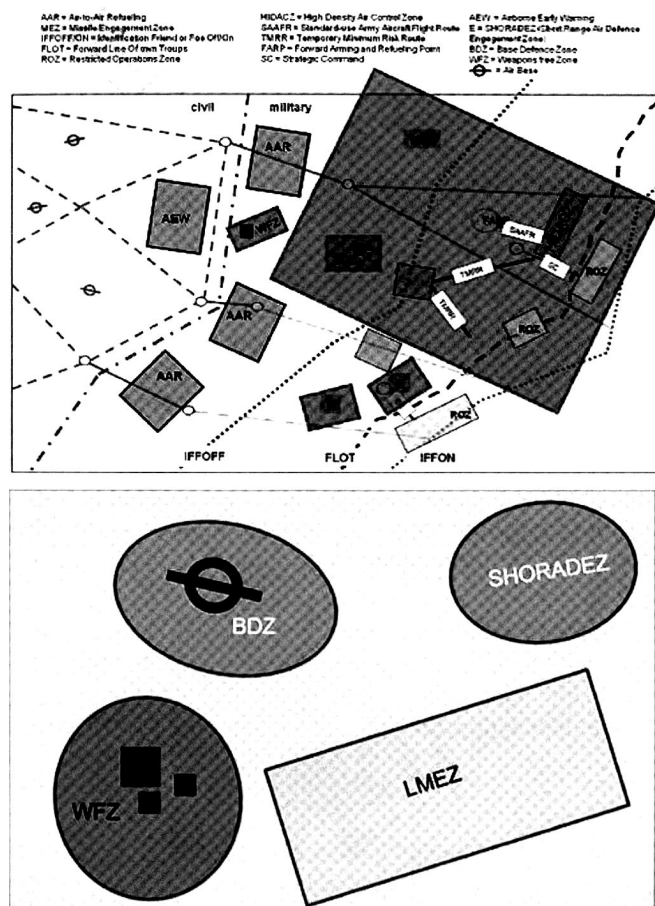 AAR = Air-to-Air Refueling
MEZ = Missile Engagement Zone
IFFOFF/ON = Identification Friend or Foe Off/On
FLOT = Forward Line Of own Troups
ROZ = Restricted Operations Zone
HIDACZ = High Density Air Control Zone
SAAFR = Standard-use Army Aircraft Flight Route
TMRR = Temporary Minimum Risk Route
FARP = Forward Arming and Refueling Point
SC = Strategic Command
AEW = Airborne Early Warning
E = SHORADEZ (Short Range Air Defence
Engagement Zone)
BDZ = Base Defence Zone
WFZ = Weapons free Zone
= Air Base
civil military
AAR
AEW
WFZ
SAAFR
SC
ROZ
TMRR
TMRR
AAR
ROZ
AAR
ROZ
IFFOFF FLOT IFFON
BDZ
SHORADEZ
WFZ
LMEZ